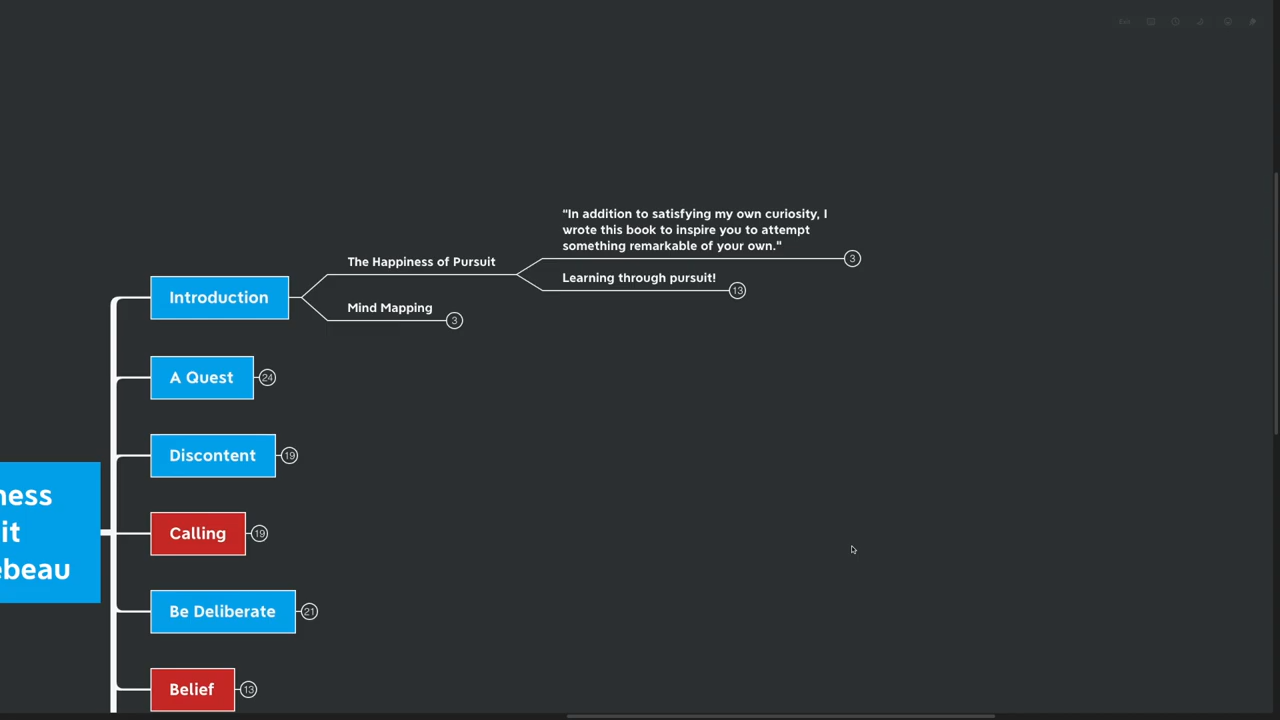 "In addition to satisfying my own curiosity, I
wrote this book to inspire you to attempt
something remarkable of your own."
3
The Happiness of Pursuit
Learning through pursuit!
13
Introduction
Mind Mapping
3
A Quest
24
Discontent
19
ness
it
ebeau
Calling
19
Be Deliberate
21
Belief
13